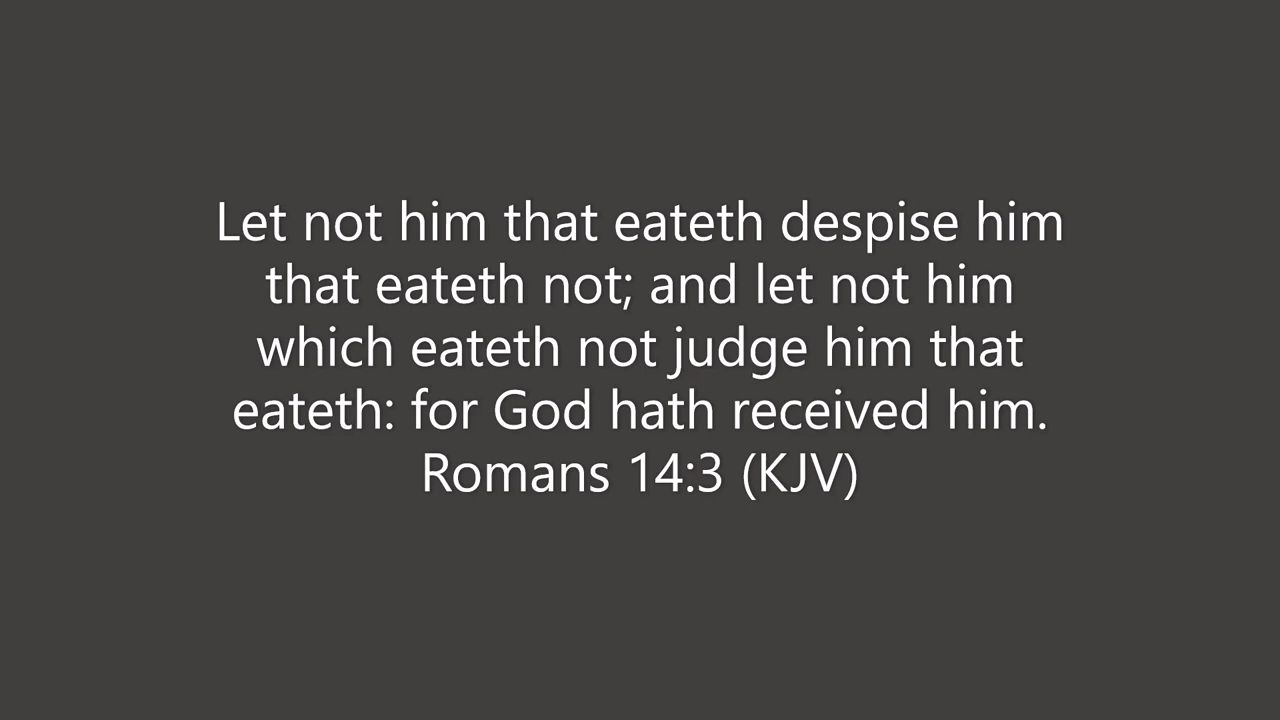 Let not him that eateth despise him
that eateth not; and let not him
which eateth not judge him that
eateth: for God hath received him.
Romans 14:3 (KJV)